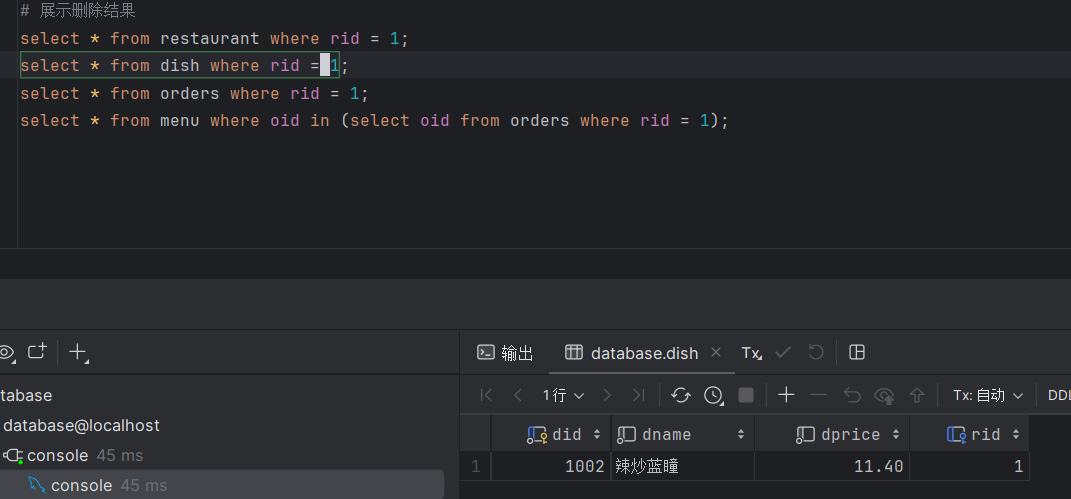 # 展示删除结果
select * from restaurant where rid = 1;
select * from dish where rid = 1;
select * from orders where rid = 1;
select * from menu where oid in (select oid from orders where rid = 1);
输出
database.dish
Tx
1行
Tx: 自动
DDL
tabase
database@localhost
console 45 ms
console 45 ms
did
dname
dprice
rid
1 1002 辣炒蓝瞳 11.40 1